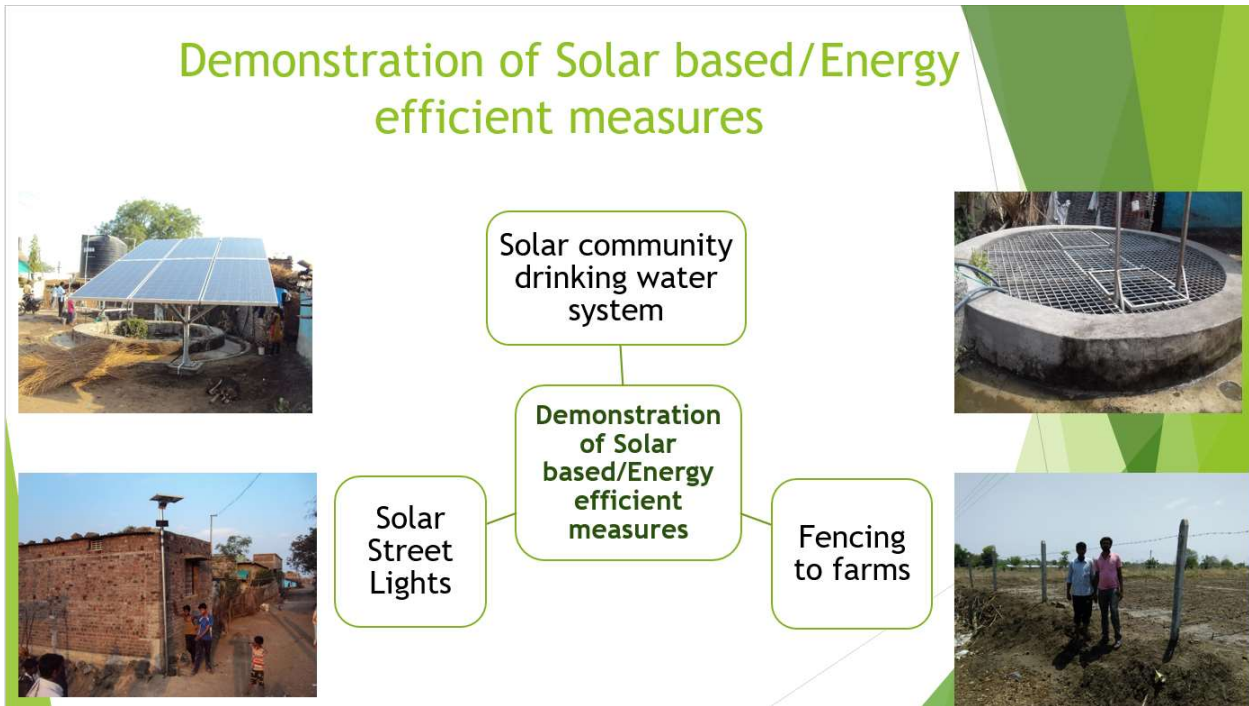 Demonstration of Solar based/Energy
efficient measures
Solar community
drinking water
system
Demonstration
of Solar
based/Energy
efficient
measures
Solar
Street
Lights
Fencing
to farms